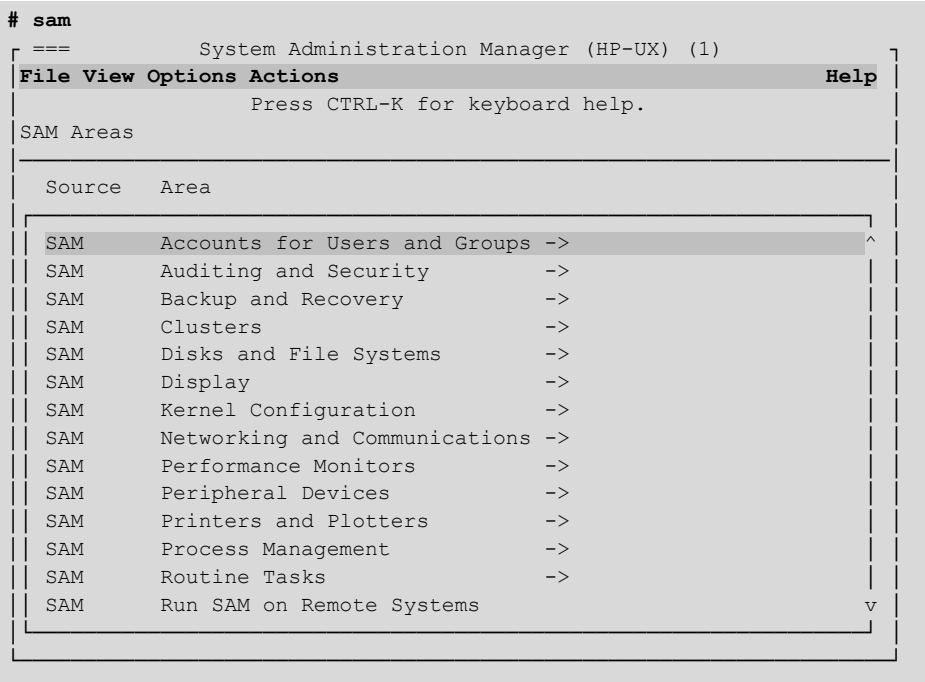 # sam
=== System Administration Manager (HP-UX) (1)
File View Options Actions Help
Press CTRL-K for keyboard help.
SAM Areas
Source Area
SAM Accounts for Users and Groups -> ^
SAM Auditing and Security ->
SAM Backup and Recovery ->
SAM Clusters ->
SAM Disks and File Systems ->
SAM Display ->
SAM Kernel Configuration ->
SAM Networking and Communications ->
SAM Performance Monitors ->
SAM Peripheral Devices ->
SAM Printers and Plotters ->
SAM Process Management ->
SAM Routine Tasks ->
SAM Run SAM on Remote Systems v